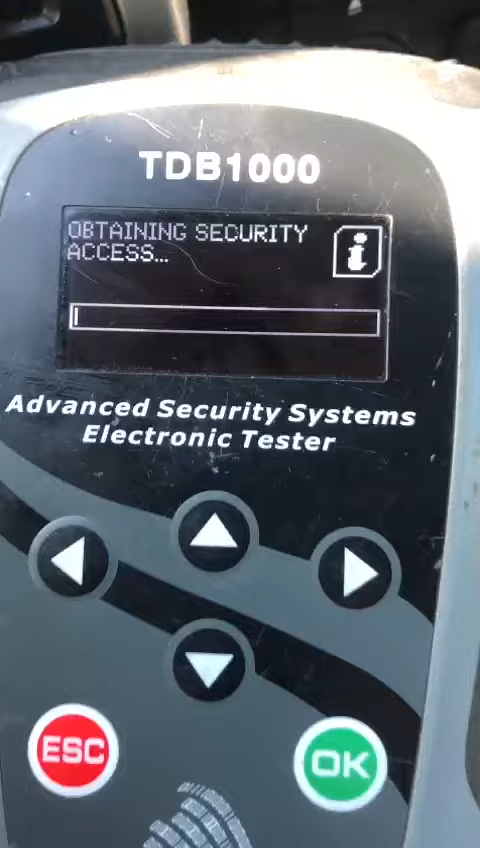 TDB1000
OBTAINING SECURITY
ACCESS...
i
Advanced Security Systems
Electronic Tester
ESC
OK